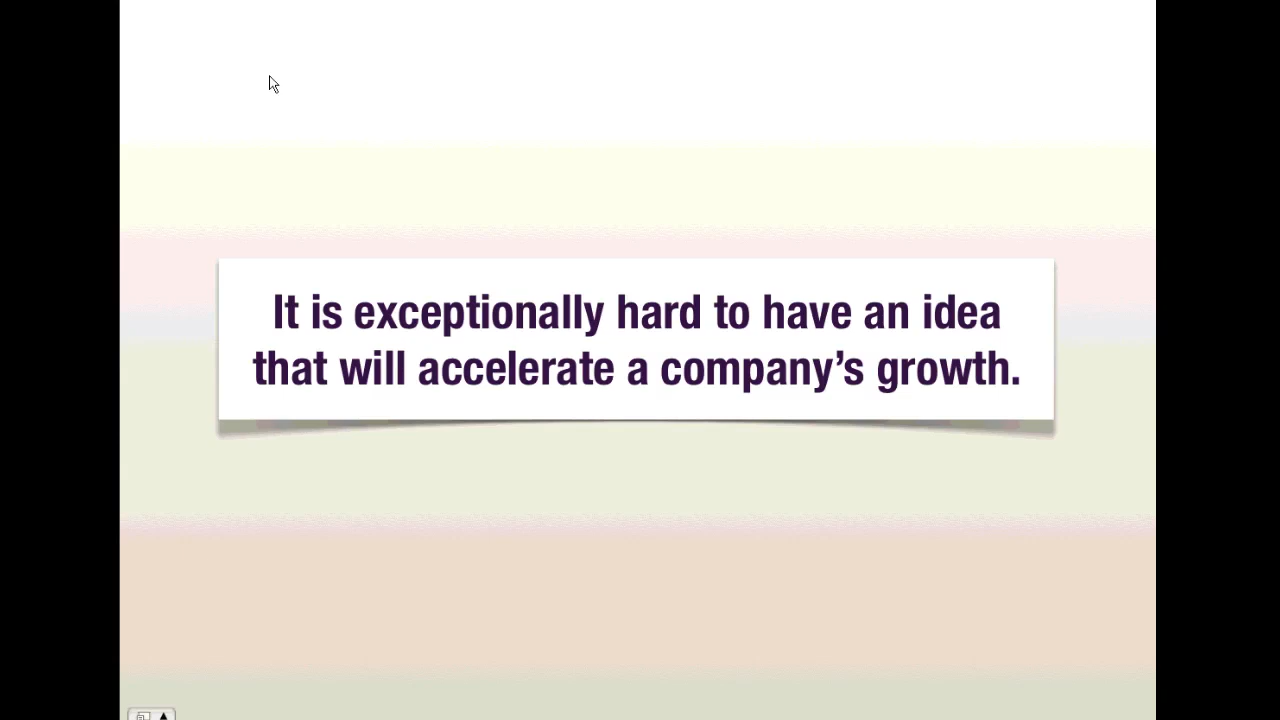 It is exceptionally hard to have an idea
that will accelerate a company’s growth.